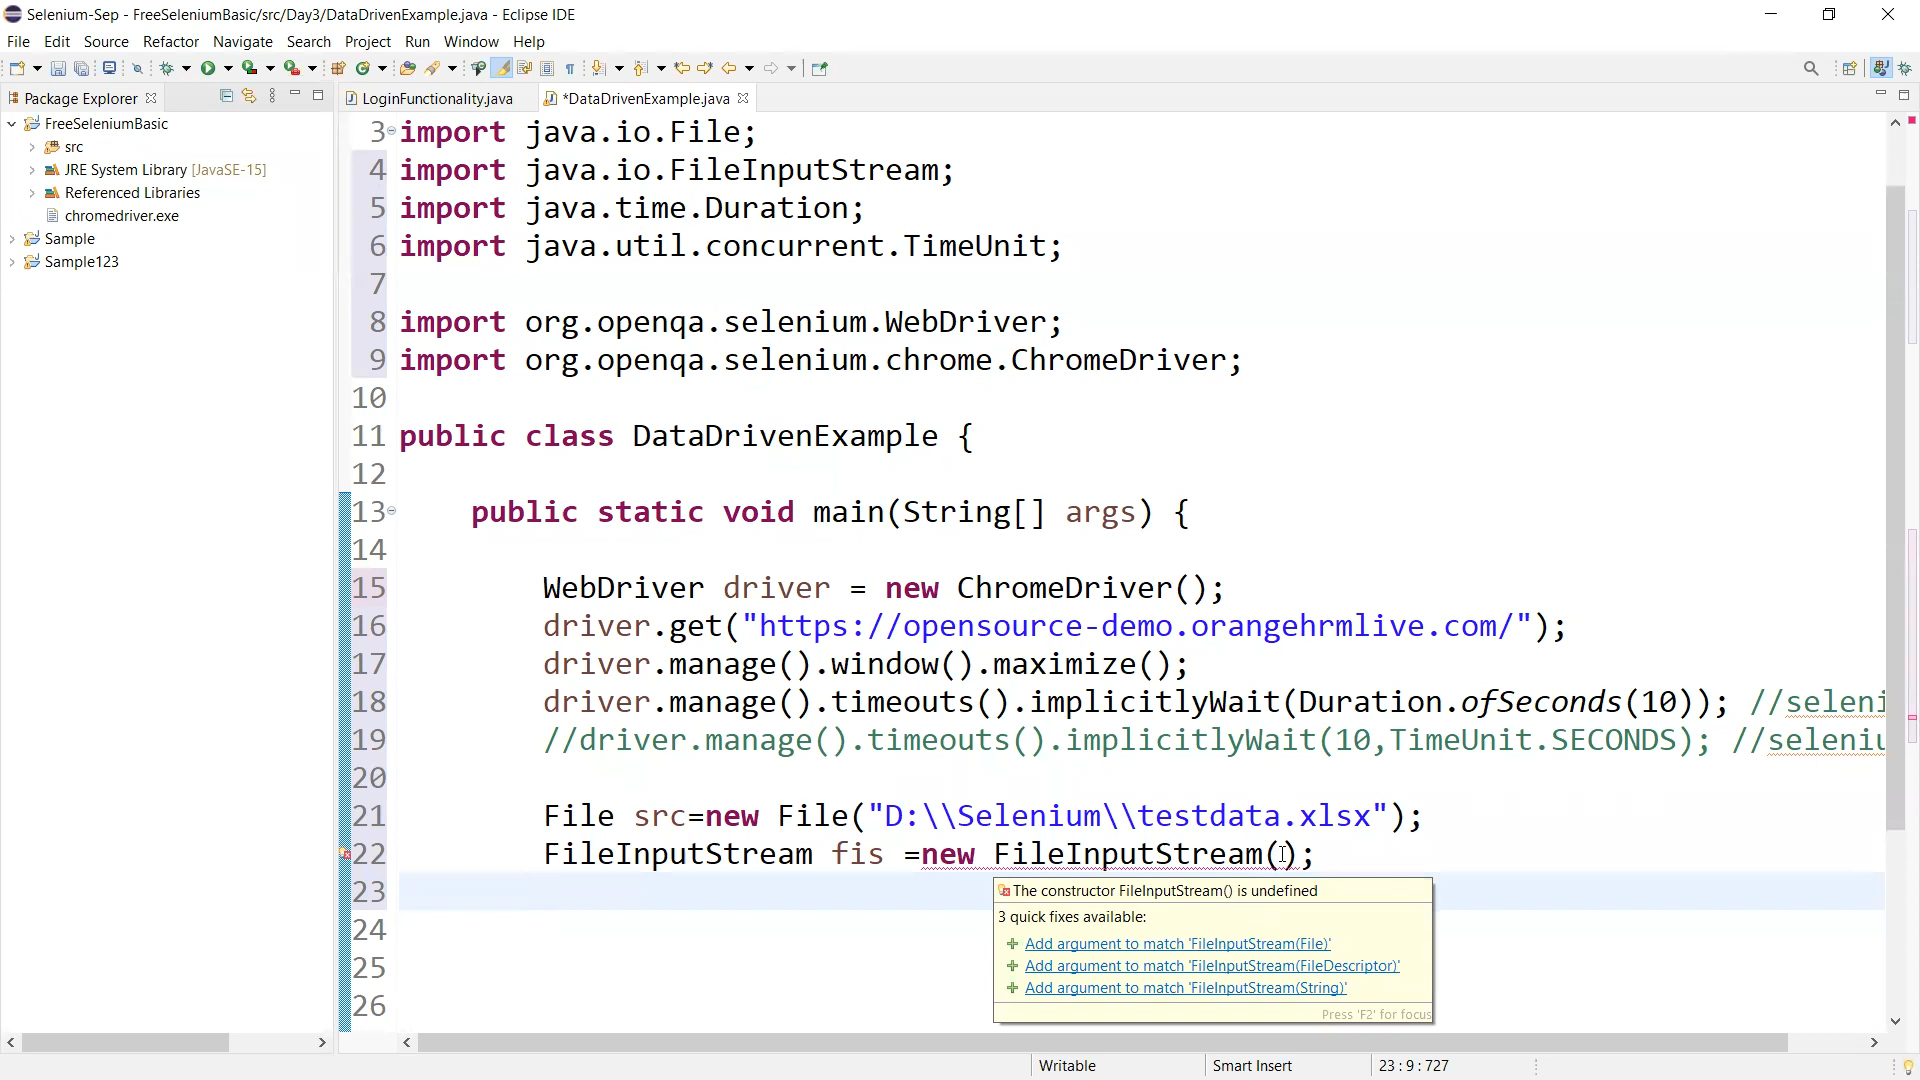 Selenium-Sep - FreeSeleniumBasic/src/Day3/DataDrivenExample.java - Eclipse IDE
File Edit Source Refactor Navigate Search Project Run Window Help
Package Explorer
LoginFunctionality.java
*DataDrivenExample.java
FreeSeleniumBasic
src
JRE System Library [JavaSE-15]
Referenced Libraries
chromedriver.exe
Sample
Sample123
3 import java.io.File;
4 import java.io.FileInputStream;
5 import java.time.Duration;
6 import java.util.concurrent.TimeUnit;
7
8 import org.openqa.selenium.WebDriver;
9 import org.openqa.selenium.chrome.ChromeDriver;
10
11 public class DataDrivenExample {
12
13 public static void main(String[] args) {
14
15 WebDriver driver = new ChromeDriver();
16 driver.get("https://opensource-demo.orangehrmlive.com/");
17 driver.manage().window().maximize();
18 driver.manage().timeouts().implicitlyWait(Duration.ofSeconds(10)); //seleni
19 //driver.manage().timeouts().implicitlyWait(10,TimeUnit.SECONDS); //seleniu
20
21 File src=new File("D:\\Selenium\\testdata.xlsx");
22 FileInputStream fis =new FileInputStream();
23
24
25
26
The constructor FileInputStream() is undefined
3 quick fixes available:
Add argument to match 'FileInputStream(File)'
Add argument to match 'FileInputStream(FileDescriptor)'
Add argument to match 'FileInputStream(String)'
Press 'F2' for focus
Writable
Smart Insert
23 : 9 : 727